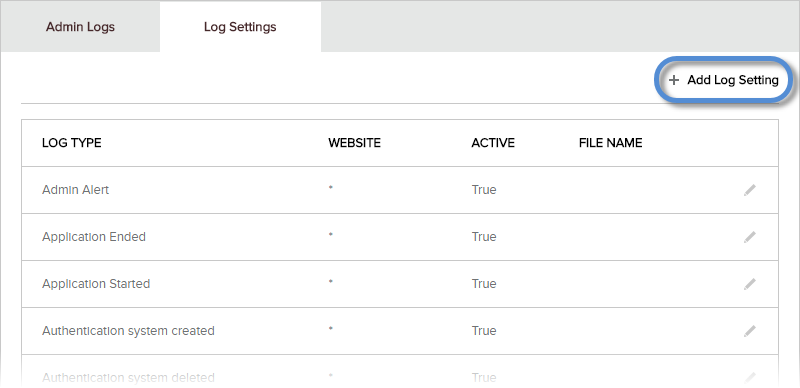 Admin Logs Log Settings
+ Add Log Setting
LOG TYPE WEBSITE ACTIVE FILE NAME
Admin Alert * True
Application Ended * True
Application Started * True
Authentication system created * True
Authentication system deleted * True